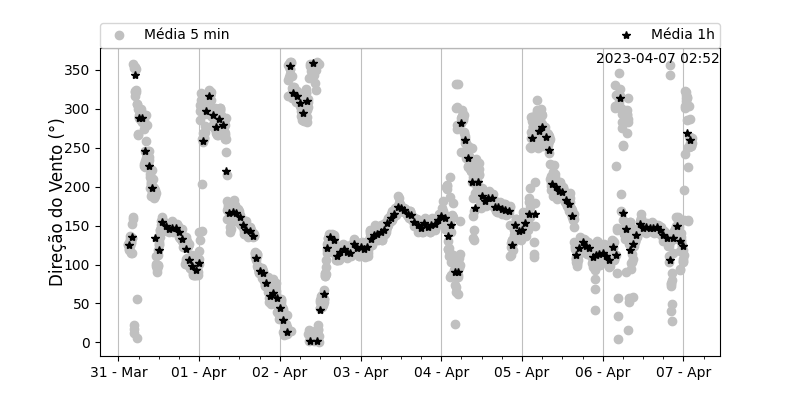 Média 5 min
Média 1h
2023-04-07 02:52
Direção do Vento (°)
350
300
250
200
150
100
50
0
31 - Mar
01 - Apr
02 - Apr
03 - Apr
04 - Apr
05 - Apr
06 - Apr
07 - Apr